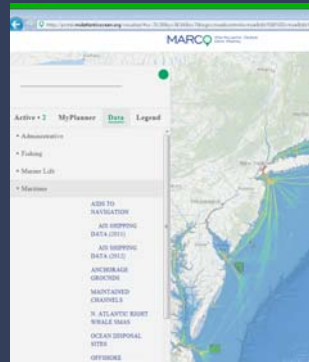 MARCO
Active • 2 MyPlanner Data Legend
Administrative
Fishing
Marine Life
Maritime
AIDS TO
NAVIGATION
AIS SHIPPING
DATA (2011)
AIS SHIPPING
DATA (2012)
ANCHORAGE
GROUNDS
MAINTAINED
CHANNELS
N. ATLANTIC RIGHT
WHALE SMAS
OCEAN DISPOSAL
SITES
OFFSHORE